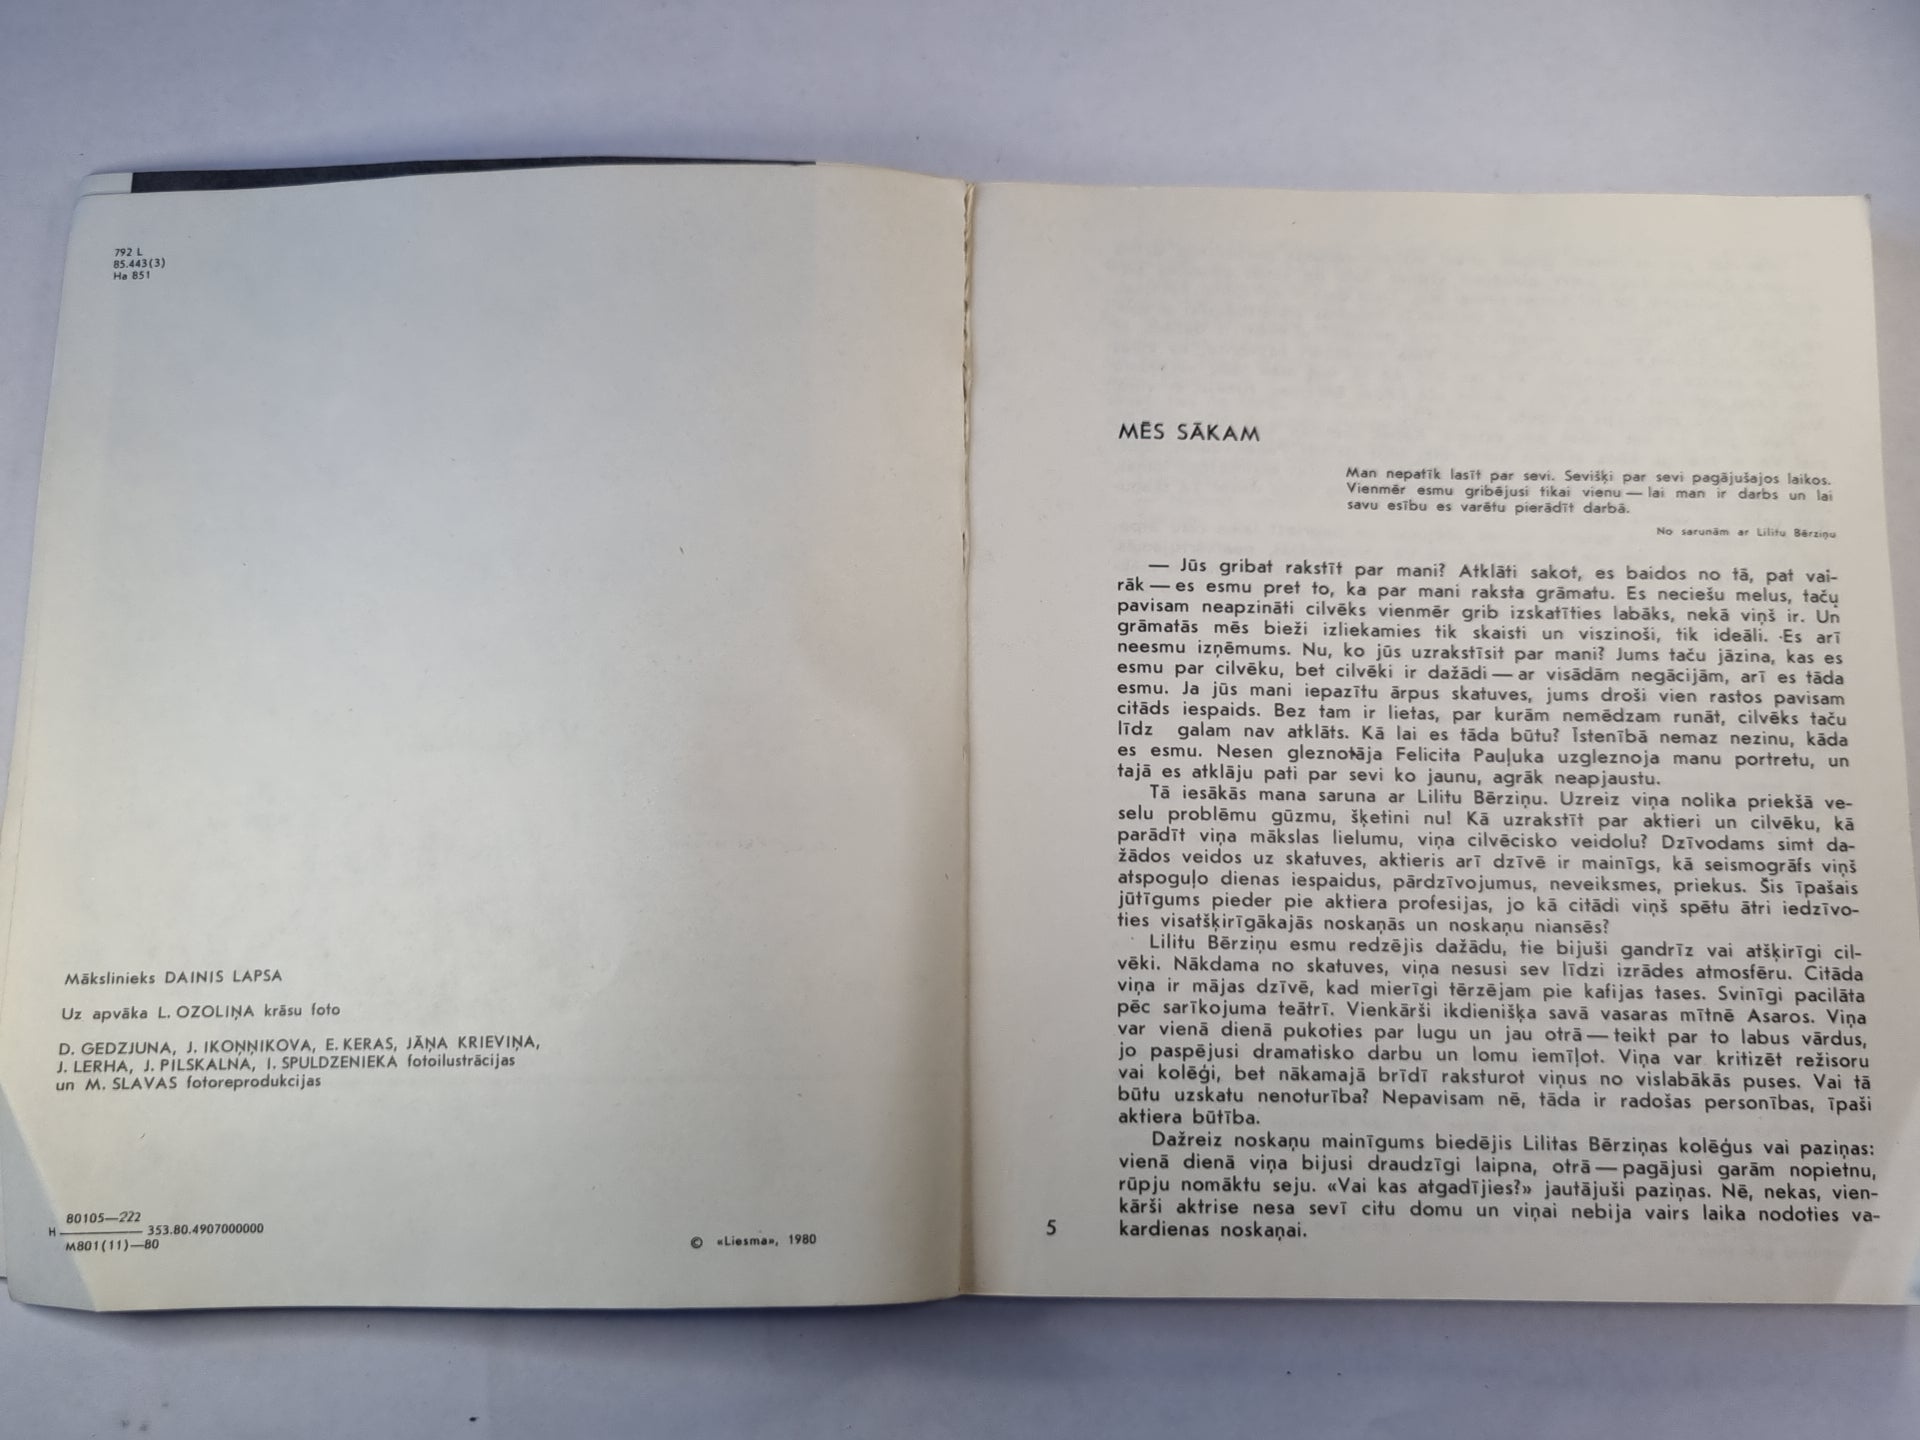 792 L
85.443(3)
Ha 851
Mākslinieks DAINIS LAPSA
Uz apvāka L. OZOLIŅA krāsu foto
D. GEDZJUNA, J. IKOŅŅIKOVA, E. KERAS, JĀŅA KRIEVIŅA,
J. LERHA, J. PILSKALNA, I. SPULDZENIEKA fotoilustrācijas
un M. SLAVAS fotoreprodukcijas
80105—222
H 353.80.4907000000
M801(11)—80
© «Liesma», 1980
MĒS SĀKAM
Man nepatīk lasīt par sevi. Sevišķi par sevi pagājušajos laikos.
Vienmēr esmu gribējusi tikai vienu — lai man ir darbs un lai
savu esību es varētu pierādīt darbā.
No sarunām ar Lilitu Bērziņu
— Jūs gribat rakstīt par mani? Atklāti sakot, es baidos no tā, pat vai-
rāk — es esmu pret to, ka par mani raksta grāmatu. Es neciešu melus, taču
pavisam neapzināti cilvēks vienmēr grib izskatīties labāks, nekā viņš ir. Un
grāmatās mēs bieži izliekamies tik skaisti un viszinoši, tik ideāli. Es arī
neesmu izņēmums. Nu, ko jūs uzrakstīsit par mani? Jums taču jāzina, kas es
esmu par cilvēku, bet cilvēki ir dažādi — ar visādām negācijām, arī es tāda
esmu. Ja jūs mani iepazītu ārpus skatuves, jums droši vien rastos pavisam
citāds iespaids. Bez tam ir lietas, par kurām nemēdzam runāt, cilvēks taču
līdz galam nav atklāts. Kā lai es tāda būtu? Īstenībā nemaz nezinu, kāda
es esmu. Nesen gleznotāja Felicita Pauļuka uzgleznoja manu portretu, un
tajā es atklāju pati par sevi ko jaunu, agrāk neapjaustu.
Tā iesākās mana saruna ar Lilitu Bērziņu. Uzreiz viņa nolika priekšā ve-
selu problēmu gūzmu, šķetini nu! Kā uzrakstīt par aktieri un cilvēku, kā
parādīt viņa mākslas lielumu, viņa cilvēcisko veidolu? Dzīvodams simt da-
žādos veidos uz skatuves, aktieris arī dzīvē ir mainīgs, kā seismogrāfs viņš
atspoguļo dienas iespaidus, pārdzīvojumus, neveiksmes, priekus. Šis īpašais
jūtīgums pieder pie aktiera profesijas, jo kā citādi viņš spētu ātri iedzīvo-
ties visatšķirīgākajās noskaņās un noskaņu niansēs?
Lilitu Bērziņu esmu redzējis dažādu, tie bijuši gandrīz vai atšķirīgi cil-
vēki. Nākdama no skatuves, viņa nesusi sev līdzi izrādes atmosfēru. Citāda
viņa ir mājas dzīvē, kad mierīgi tērzējam pie kafijas tases. Svinīgi pacilāta
pēc sarīkojuma teātrī. Vienkārši ikdienišķa savā vasaras mītnē Asaros. Viņa
var vienā dienā pukoties par lugu un jau otrā — teikt par to labus vārdus,
jo paspējusi dramatisko darbu un lomu iemīļot. Viņa var kritizēt režisoru
vai kolēģi, bet nākamajā brīdī raksturot viņus no vislabākās puses. Vai tā
būtu uzskatu nenoturība? Nepavisam nē, tāda ir radošas personības, īpaši
aktiera būtība.
Dažreiz noskaņu mainīgums biedējis Lilitas Bērziņas kolēģus vai paziņas:
vienā dienā viņa bijusi draudzīgi laipna, otrā — pagājusi garām nopietnu,
rūpju nomāktu seju. «Vai kas atgadījies?» jautājuši paziņas. Nē, nekas, vien-
kārši aktrise nesa sevī citu domu un viņai nebija vairs laika nodoties va-
kardienas noskaņai.
5